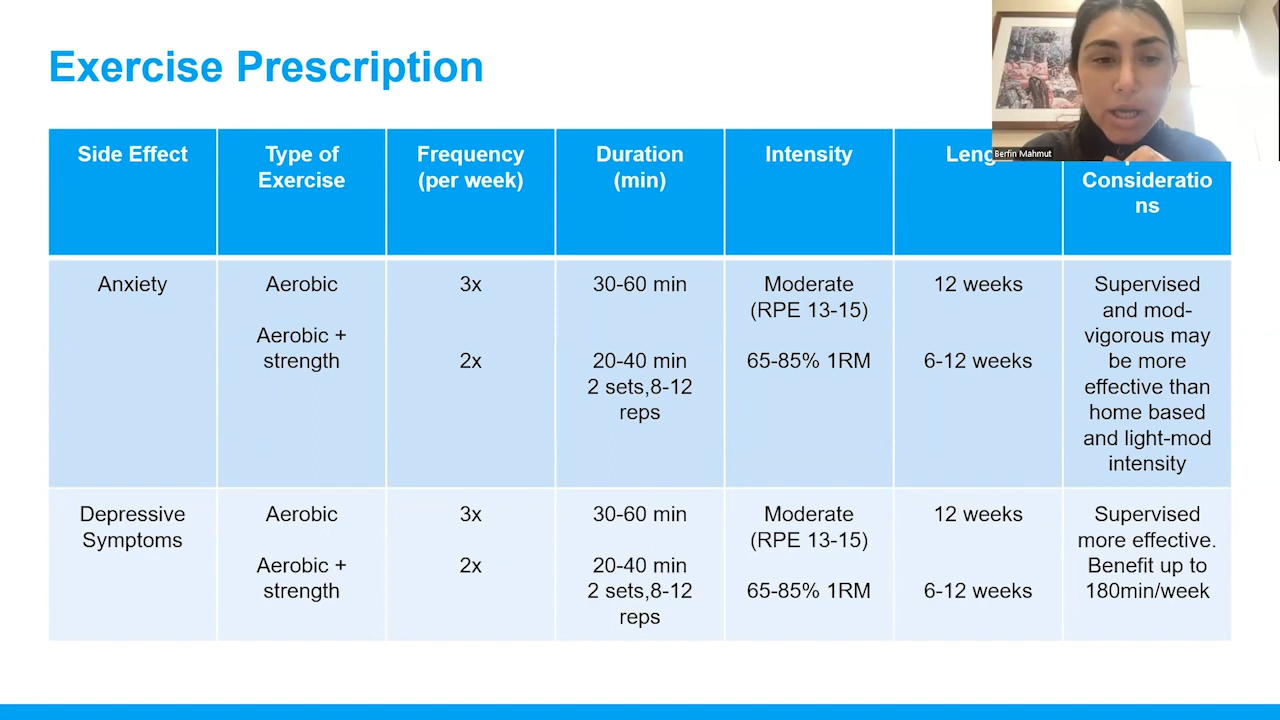 Exercise Prescription
Berfin Mahmut
Side Effect
Type of
Exercise
Frequency
(per week)
Duration
(min)
Intensity
Consideratio
ns
Anxiety
Aerobic
Aerobic +
strength
3x
2x
30-60 min
20-40 min
2 sets,8-12
reps
Moderate
(RPE 13-15)
65-85% 1RM
12 weeks
6-12 weeks
Supervised
and mod-
vigorous may
be more
effective than
home based
and light-mod
intensity
Depressive
Symptoms
Aerobic
Aerobic +
strength
3x
2x
30-60 min
20-40 min
2 sets,8-12
reps
Moderate
(RPE 13-15)
65-85% 1RM
12 weeks
6-12 weeks
Supervised
more effective.
Benefit up to
180min/week